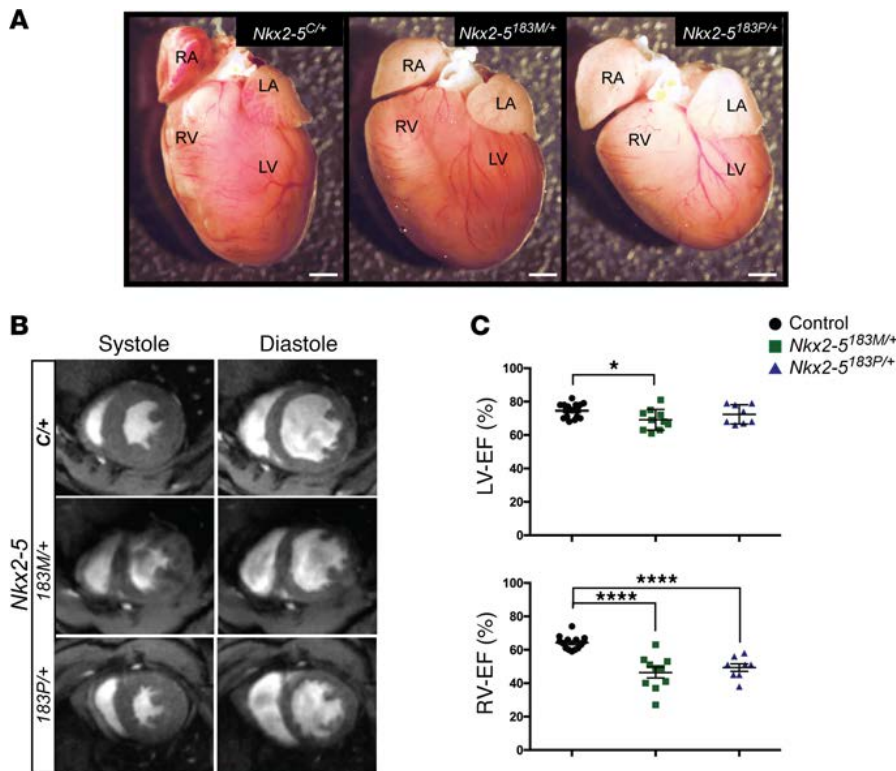 A
Nkx2-5C/+
Nkx2-5183M/+
Nkx2-5183P/+
RA
LA
RV
LV
RA
LA
RV
LV
RA
LA
RV
LV
B
Systole
Diastole
Nkx2-5
C/+
183M/+
183P/+
C
Control
Nkx2-5183M/+
Nkx2-5183P/+
LV-EF (%)
100
80
60
40
20
0
*
RV-EF (%)
100
80
60
40
20
0
****
****